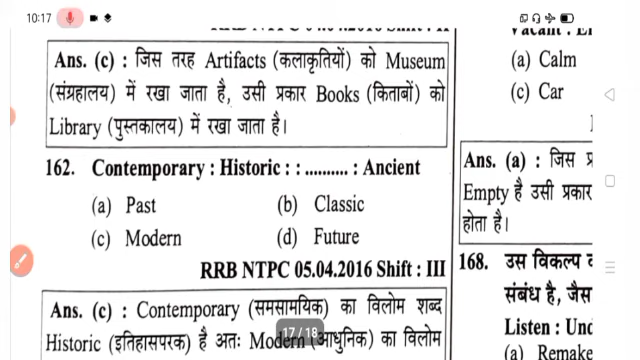 10:17
RRB NTPC 04.04.2016 Shift : II
Ans. (c) : जिस तरह Artifacts (कलाकृतियों) को Museum
(संग्रहालय) में रखा जाता है, उसी प्रकार Books (किताबों) को
Library (पुस्तकालय) में रखा जाता है।
162. Contemporary : Historic : : .......... : Ancient
(a) Past (b) Classic
(c) Modern (d) Future
RRB NTPC 05.04.2016 Shift : III
Ans. (c) : Contemporary (समसामयिक) का विलोम शब्द
Historic (इतिहासपरक) है अतः Modern (आधुनिक) का विलोम
17 / 18
Vacant :
(a) Calm
(c) Car
Ans. (a) : जिस
Empty है उसी प्रकार
होता है।
168. उस विकल्प
संबंध है, जैस
Listen : Und
(a) Remake